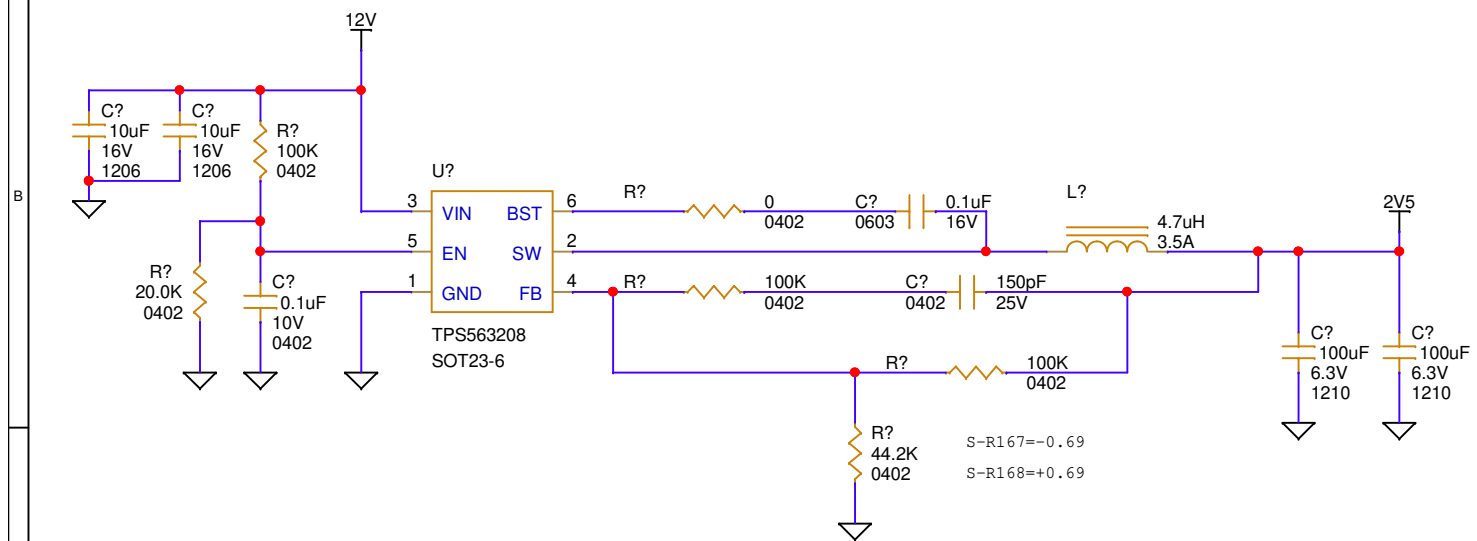 12V
C?
10uF
16V
1206
C?
10uF
16V
1206
R?
100K
0402
B
U?
3 VIN BST 6
5 EN SW 2
1 GND FB 4
TPS563208
SOT23-6
R?
0
0402
C?
0603
0.1uF
16V
L?
4.7uH
3.5A
2V5
R?
20.0K
0402
C?
0.1uF
10V
0402
R?
100K
0402
C?
0402
150pF
25V
R?
100K
0402
C?
100uF
6.3V
1210
C?
100uF
6.3V
1210
R?
44.2K
0402
S-R167=-0.69
S-R168=+0.69